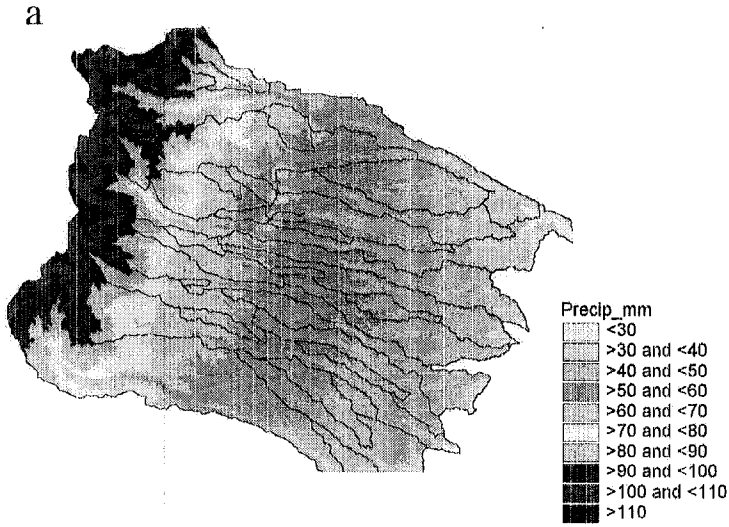 a
Precip_mm
<30
>30 and <40
>40 and <50
>50 and <60
>60 and <70
>70 and <80
>80 and <90
>90 and <100
>100 and <110
>110